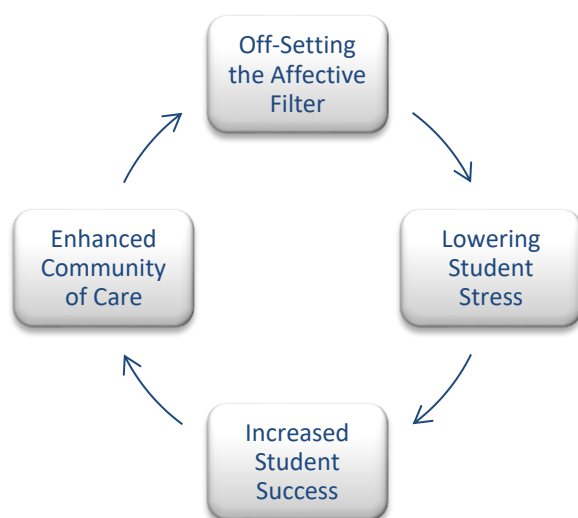 Off-Setting
the Affective
Filter
Enhanced
Community
of Care
Lowering
Student
Stress
Increased
Student
Success